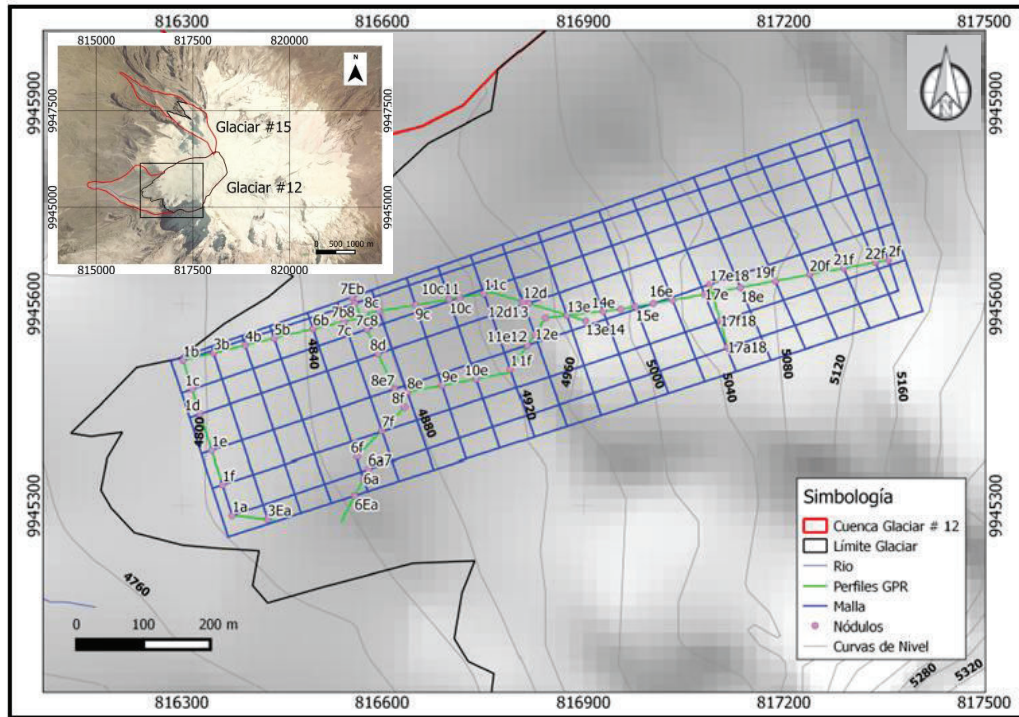 816300
816600
816900
817200
817500
815000
817500
820000
N
9945900
9947500
Glaciar #15
Glaciar #12
9945000
0 500 1000 m
815000
817500
820000
9945900
9945600
9945600
7Eb
8c
10c11
11c
12d
17e18
19f
20f
21f
22f
2f
7b8
6b
5b
4b
3b
1b
7c
7c8
9c
10c
12d13
13e
14e
16e
15e
17e
18e
13e14
17f18
17a18
8d
11e12
12e
11f
1c
1d
1e
1f
1a
3Ea
8e7
8e
9e
10e
8f
7f
6f
6a7
6a
6Ea
4840
4800
4880
4920
4960
5000
5040
5080
5120
5160
4760
5280
5320
9945300
9945300
0 100 200 m
Simbología
Cuenca Glaciar # 12
Límite Glaciar
Rio
Perfiles GPR
Malla
Nódulos
Curvas de Nivel
816300
816600
816900
817200
817500